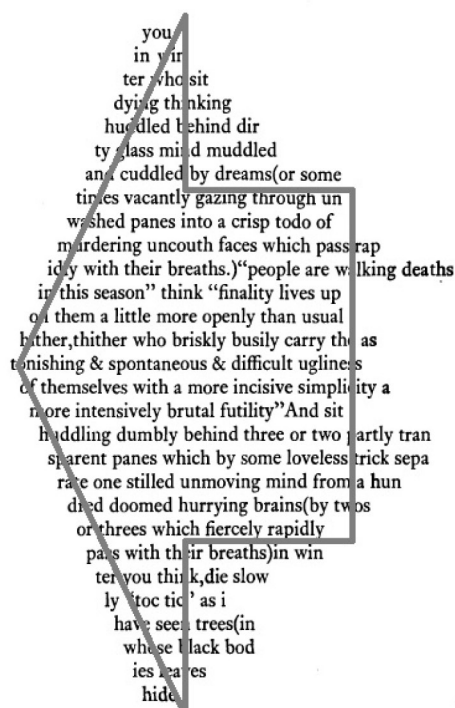 you
in win
ter who sit
dying thinking
huddled behind dir
ty glass mind muddled
and cuddled by dreams(or some
times vacantly gazing through un
washed panes into a crisp todo of
murdering uncouth faces which pass rap
idly with their breaths.)“people are walking deaths
in this season” think “finality lives up
on them a little more openly than usual
hither,thither who briskly busily carry the as
tonishing & spontaneous & difficult ugliness
of themselves with a more incisive simplicity a
more intensively brutal futility”And sit
huddling dumbly behind three or two partly tran
sparent panes which by some loveless trick sepa
rate one stilled unmoving mind from a hun
dred doomed hurrying brains(by twos
or threes which fiercely rapidly
pass with their breaths)in win
ter you think,die slow
ly “toc tic” as i
have seen trees(in
whose black bod
ies leaves
hide